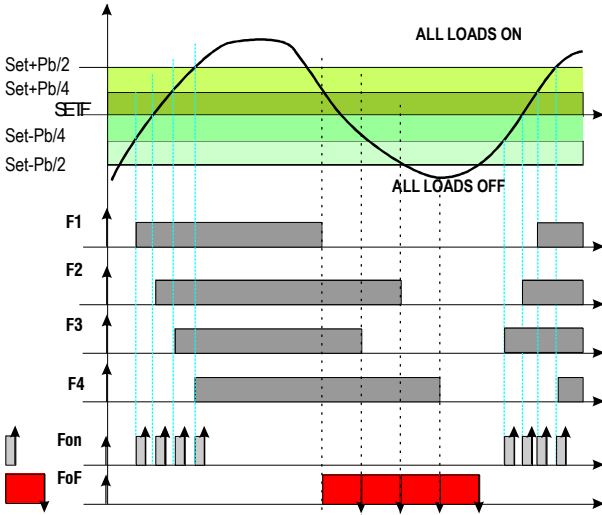 ALL LOADS ON
Set+Pb/2
Set+Pb/4
SETF
Set-Pb/4
Set-Pb/2
ALL LOADS OFF
F1
F2
F3
F4
Fon
FoF